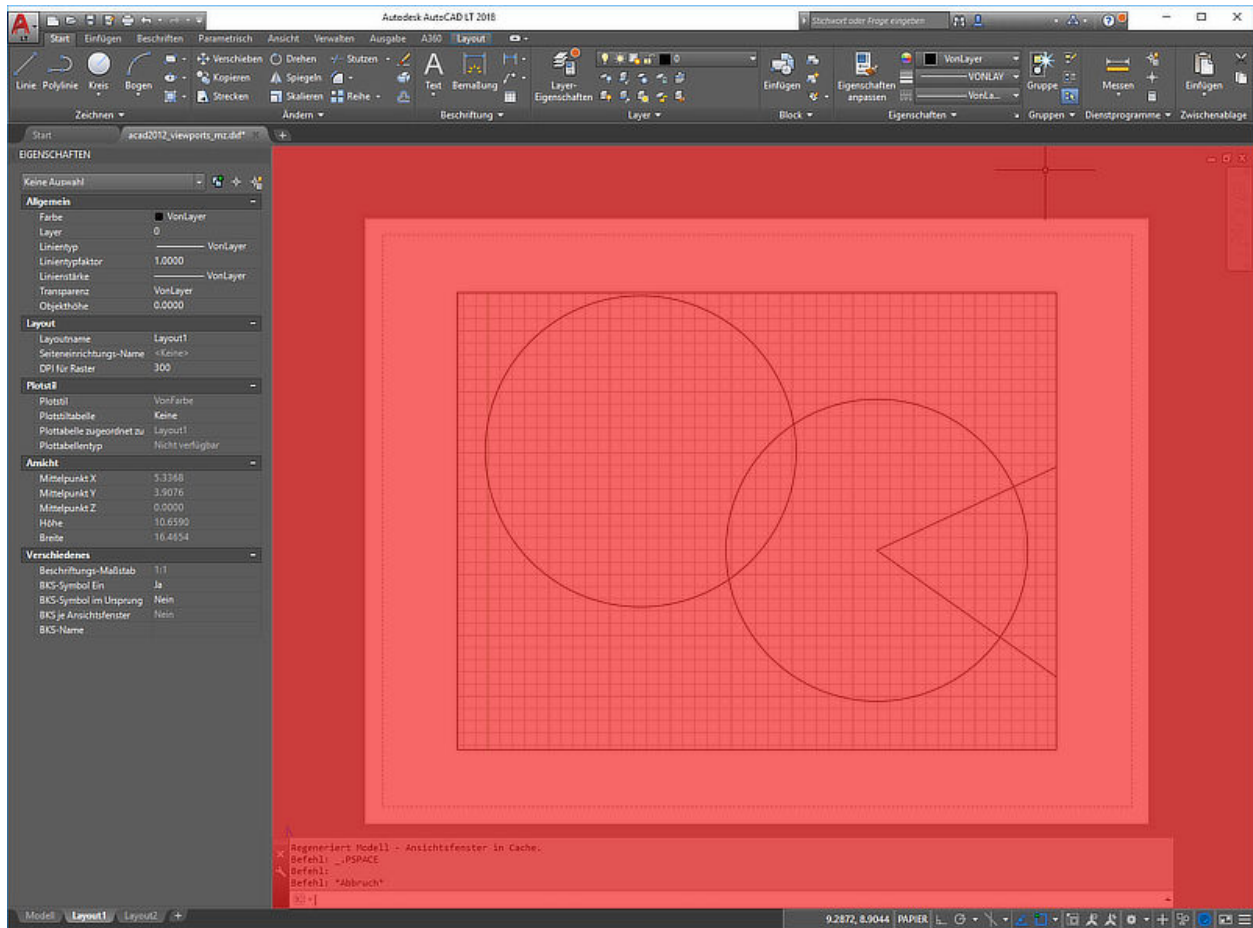 Autodesk AutoCAD LT 2018
Stichwort oder Frage eingeben
Start Einfügen Beschriften Parametrisch Ansicht Verwalten Ausgabe A360 Layout
Linie Polylinie Kreis Bogen
Verschieben Drehen Stutzen
Kopieren Spiegeln
Strecken Skalieren Reihe
Text Bemaßung
Layer-
Eigenschaften
0
Einfügen
Eigenschaften
anpassen
VonLayer
VONLAY
VonLa...
Gruppe
Messen
Einfügen
Zeichnen Ändern Beschriftung Layer Block Eigenschaften Gruppen Dienstprogramme Zwischenablage
Start
EIGENSCHAFTEN
Keine Auswahl
Allgemein
Farbe VonLayer
Layer 0
Linientyp VonLayer
Linientypfaktor 1.0000
Linienstärke VonLayer
Transparenz VonLayer
Objekthöhe 0.0000
Layout
Layoutname Layout1
Seiteneinrichtungs-Name <Keine>
DPI für Raster 300
Plotstil
Plotstil VonFarbe
Plotstiltabelle Keine
Plottabelle zugeordnet zu Layout1
Plottabellentyp Nicht verfügbar
Ansicht
Mittelpunkt X 5.3368
Mittelpunkt Y 3.9076
Mittelpunkt Z 0.0000
Höhe 10.6590
Breite 16.4654
Verschiedenes
Beschriftungs-Maßstab 1:1
BKS-Symbol Ein Ja
BKS-Symbol im Ursprung Nein
BKS je Ansichtsfenster Nein
BKS-Name
Regeneriert Modell - Ansichtsfenster in Cache.
Befehl: _.PSPACE
Befehl:
Befehl: *Abbruch*
Modell Layout1 Layout2 +
9.2872, 8.9044 PAPIER